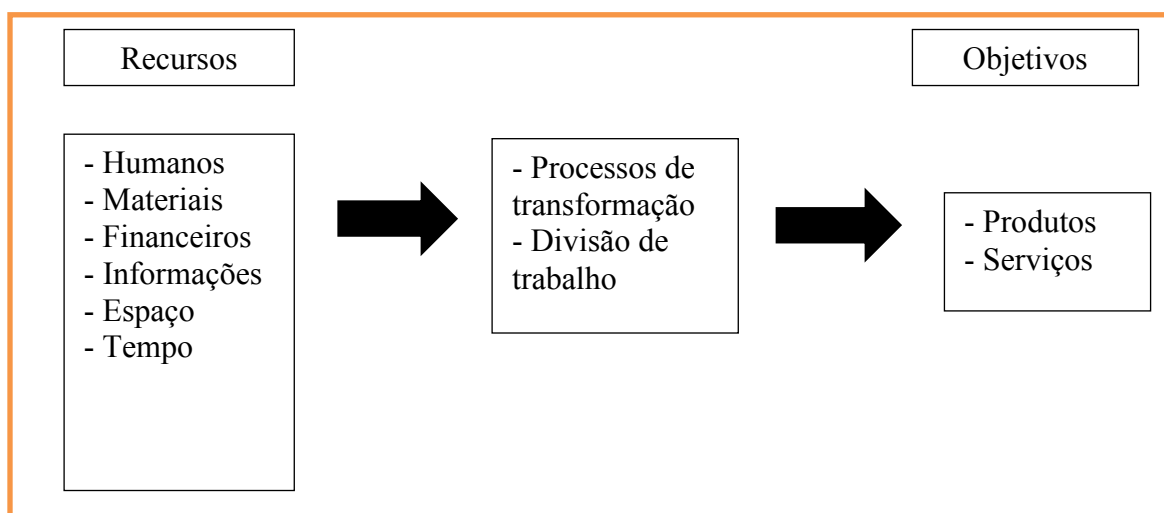 Recursos
Objetivos
- Humanos
- Materiais
- Financeiros
- Informações
- Espaço
- Tempo
- Processos de
transformação
- Divisão de
trabalho
- Produtos
- Serviços